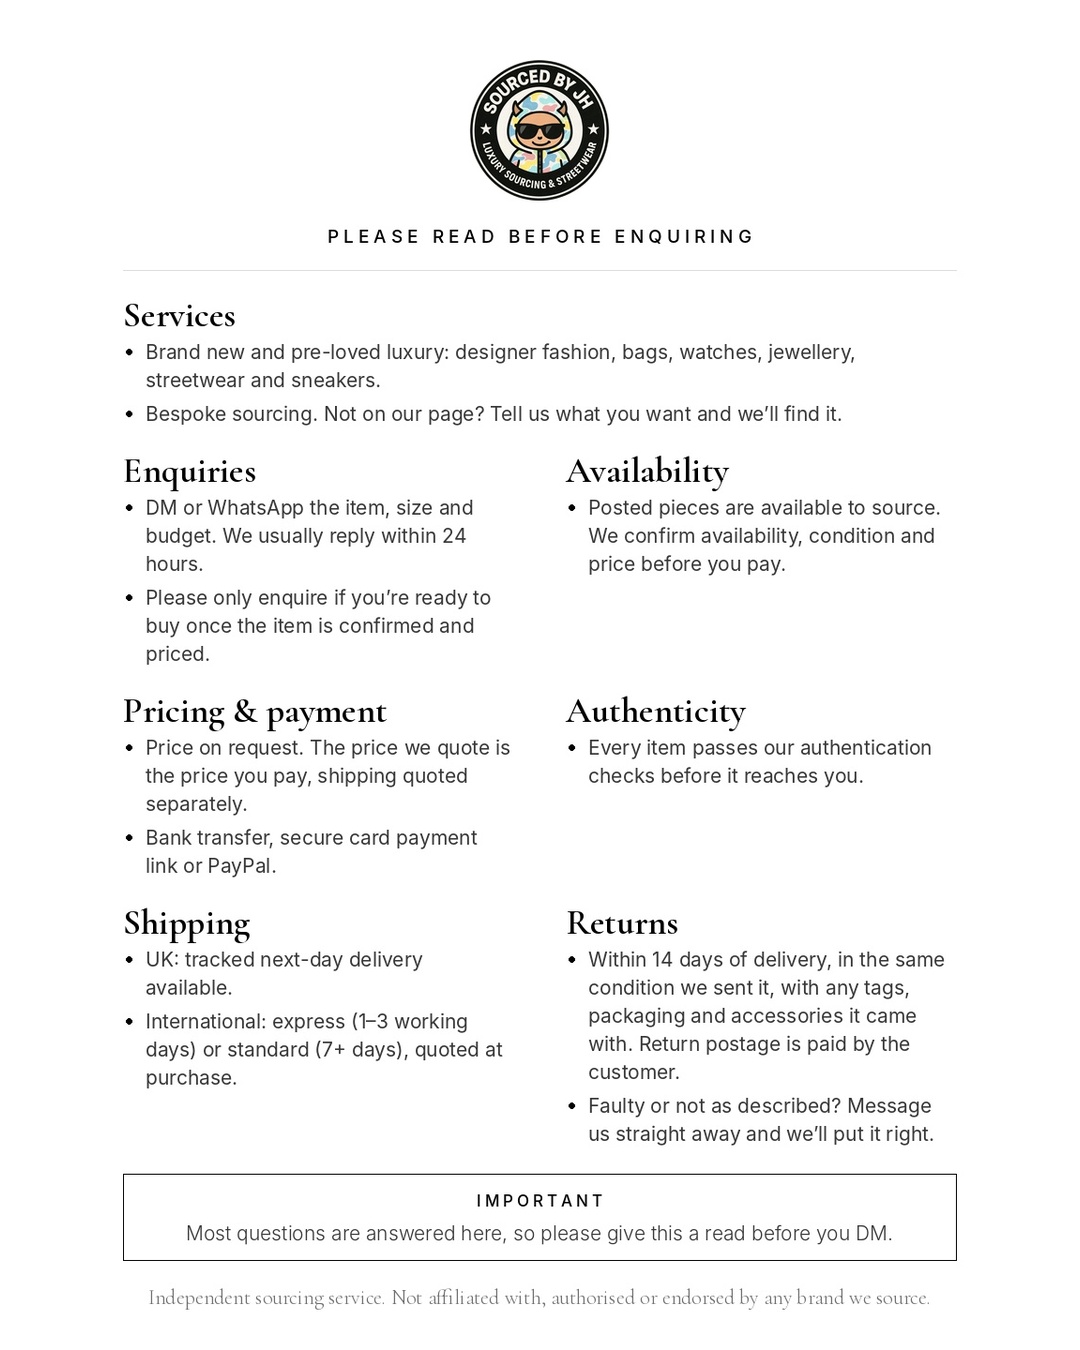 SOURCED BY JH
LUXURY SOURCING & STREETWEAR
PLEASE READ BEFORE ENQUIRING
Services
• Brand new and pre-loved luxury: designer fashion, bags, watches, jewellery,
streetwear and sneakers.
• Bespoke sourcing. Not on our page? Tell us what you want and we’ll find it.
Enquiries
• DM or WhatsApp the item, size and
budget. We usually reply within 24
hours.
• Please only enquire if you’re ready to
buy once the item is confirmed and
priced.
Availability
• Posted pieces are available to source.
We confirm availability, condition and
price before you pay.
Pricing & payment
• Price on request. The price we quote is
the price you pay, shipping quoted
separately.
• Bank transfer, secure card payment
link or PayPal.
Authenticity
• Every item passes our authentication
checks before it reaches you.
Shipping
• UK: tracked next-day delivery
available.
• International: express (1–3 working
days) or standard (7+ days), quoted at
purchase.
Returns
• Within 14 days of delivery, in the same
condition we sent it, with any tags,
packaging and accessories it came
with. Return postage is paid by the
customer.
• Faulty or not as described? Message
us straight away and we’ll put it right.
IMPORTANT
Most questions are answered here, so please give this a read before you DM.
Independent sourcing service. Not affiliated with, authorised or endorsed by any brand we source.